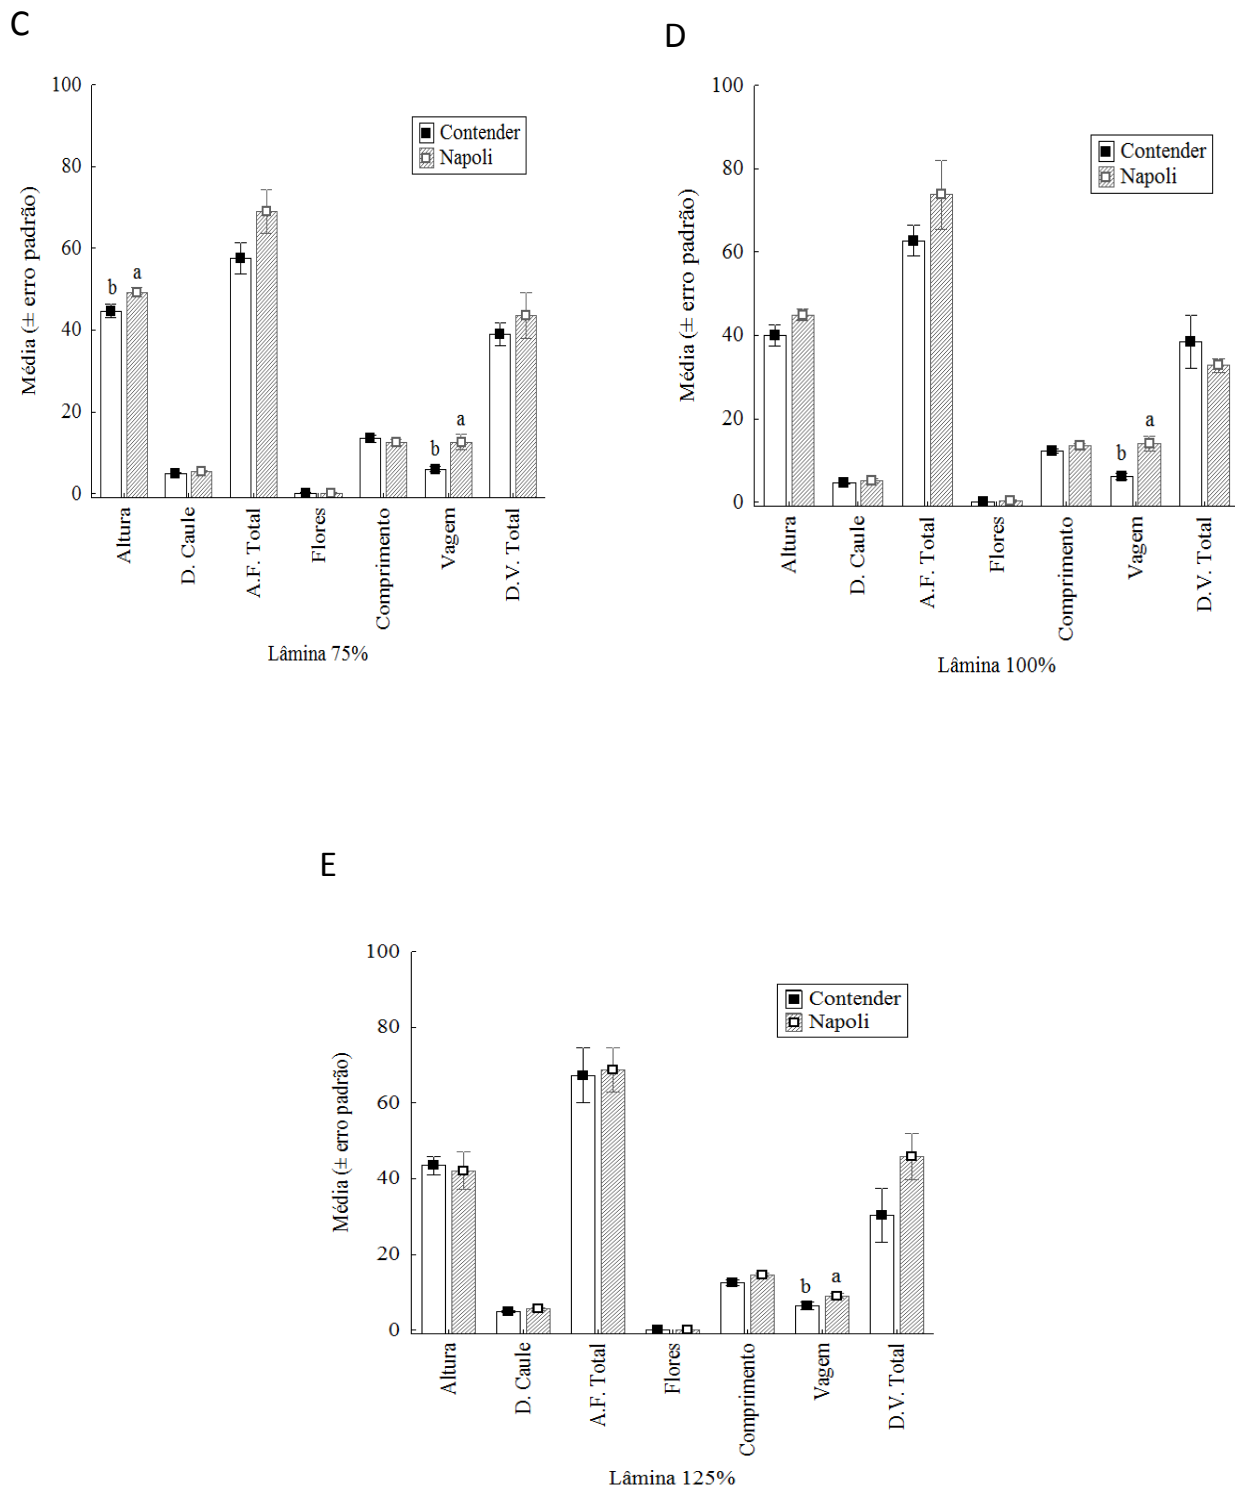 C
100
80
60
40
20
0
Média (± erro padrão)
Contender
Napoli
b
a
b
a
Altura
D. Caule
A.F. Total
Flores
Comprimento
Vagem
D.V. Total
Lâmina 75%
D
100
80
60
40
20
0
Média (± erro padrão)
Contender
Napoli
b
a
Altura
D. Caule
A.F. Total
Flores
Comprimento
Vagem
D.V. Total
Lâmina 100%
E
100
80
60
40
20
0
Média (± erro padrão)
Contender
Napoli
b
a
Altura
D. Caule
A.F. Total
Flores
Comprimento
Vagem
D.V. Total
Lâmina 125%